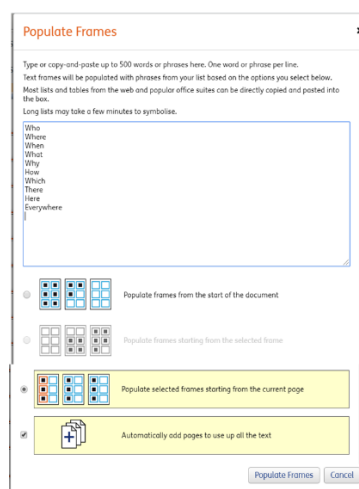 Populate Frames
Type or copy-and-paste up to 500 words or phrases here. One word or phrase per line.
Text frames will be populated with phrases from your list based on the options you select below.
Most lists and tables from the web and popular office suites can be directly copied and pasted into
the box.
Long lists may take a few minutes to symbolise.
Who
Where
When
What
Why
How
Which
There
Here
Everywhere
Populate frames from the start of the document
Populate frames starting from the selected frame
Populate selected frames starting from the current page
Automatically add pages to use up all the text
Populate Frames Cancel